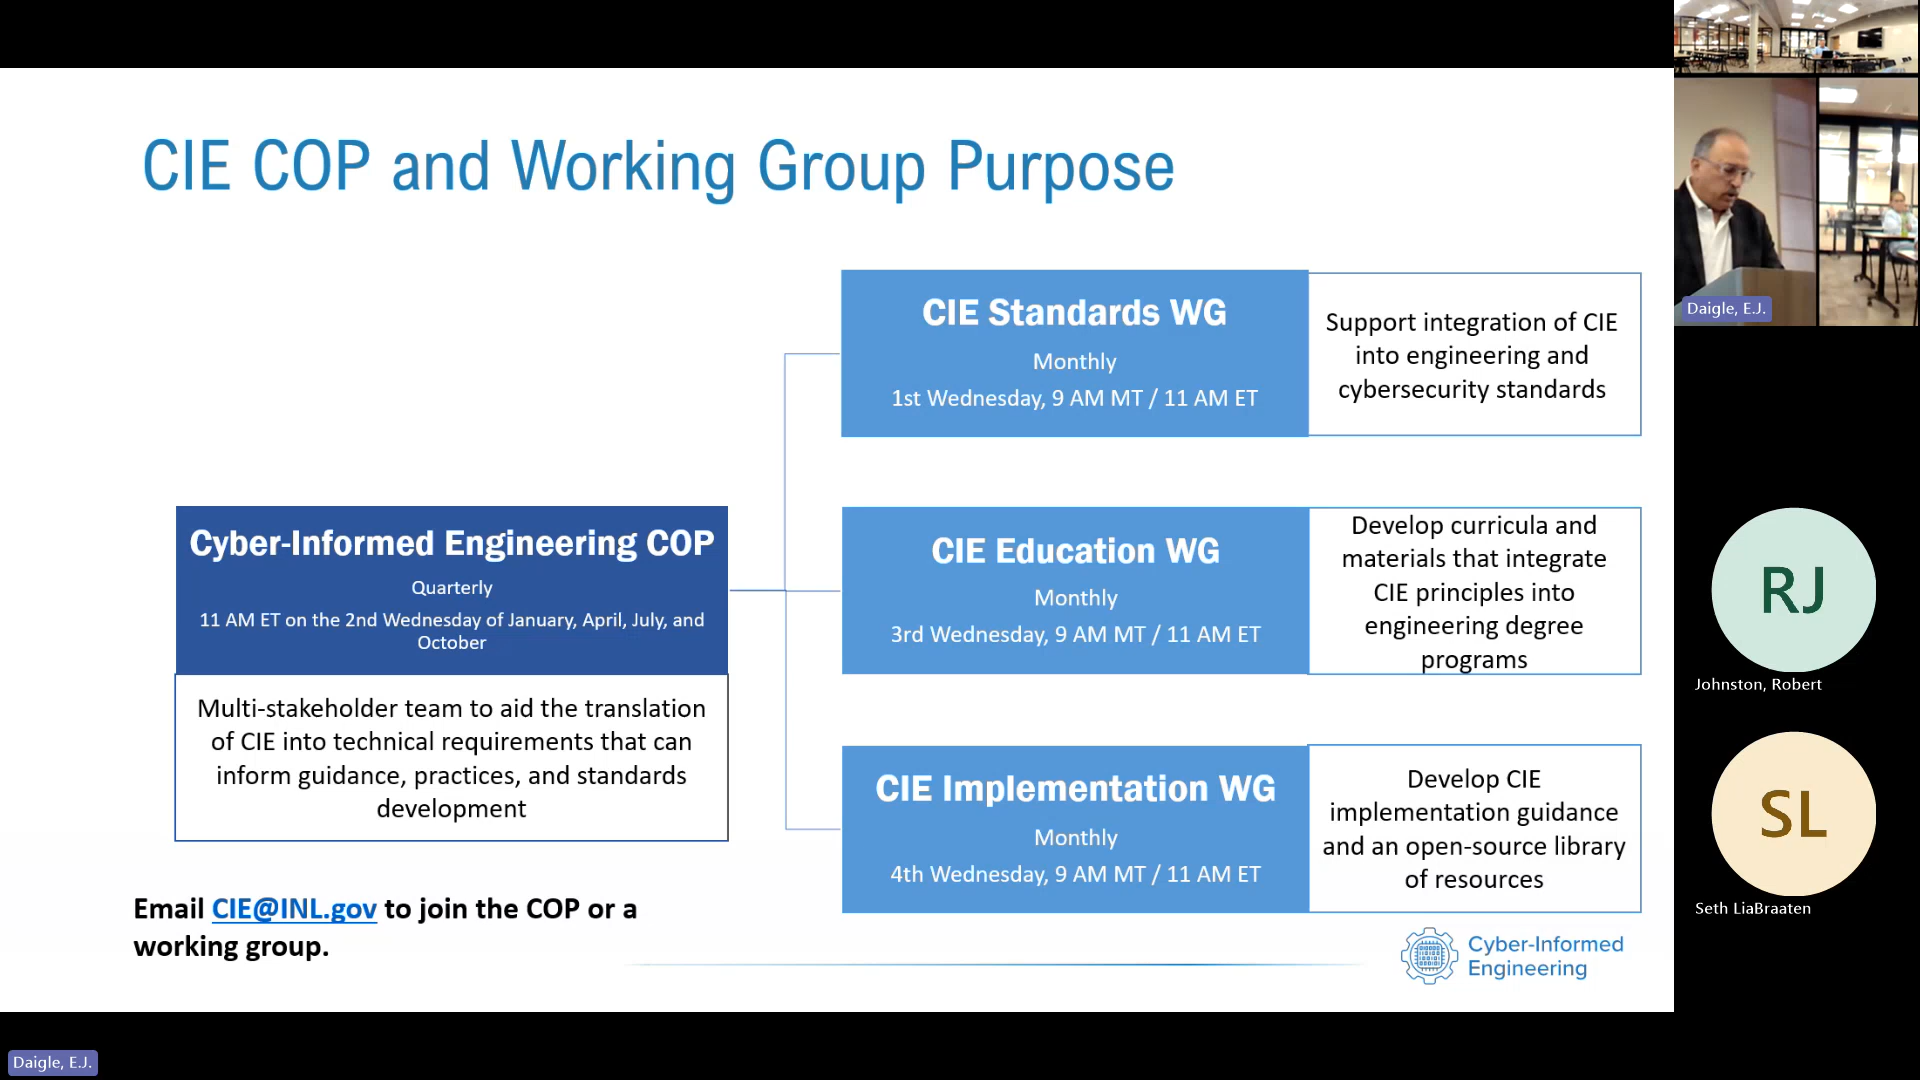 CIE COP and Working Group Purpose
CIE Standards WG
Monthly
1st Wednesday, 9 AM MT / 11 AM ET
Support integration of CIE
into engineering and
cybersecurity standards
Cyber-Informed Engineering COP
Quarterly
11 AM ET on the 2nd Wednesday of January, April, July, and
October
Multi-stakeholder team to aid the translation
of CIE into technical requirements that can
inform guidance, practices, and standards
development
CIE Education WG
Monthly
3rd Wednesday, 9 AM MT / 11 AM ET
Develop curricula and
materials that integrate
CIE principles into
engineering degree
programs
CIE Implementation WG
Monthly
4th Wednesday, 9 AM MT / 11 AM ET
Develop CIE
implementation guidance
and an open-source library
of resources
Email CIE@INL.gov to join the COP or a
working group.
Cyber-Informed
Engineering
Daigle, E.J.
RJ
Johnston, Robert
SL
Seth LiaBraaten
Daigle, E.J.